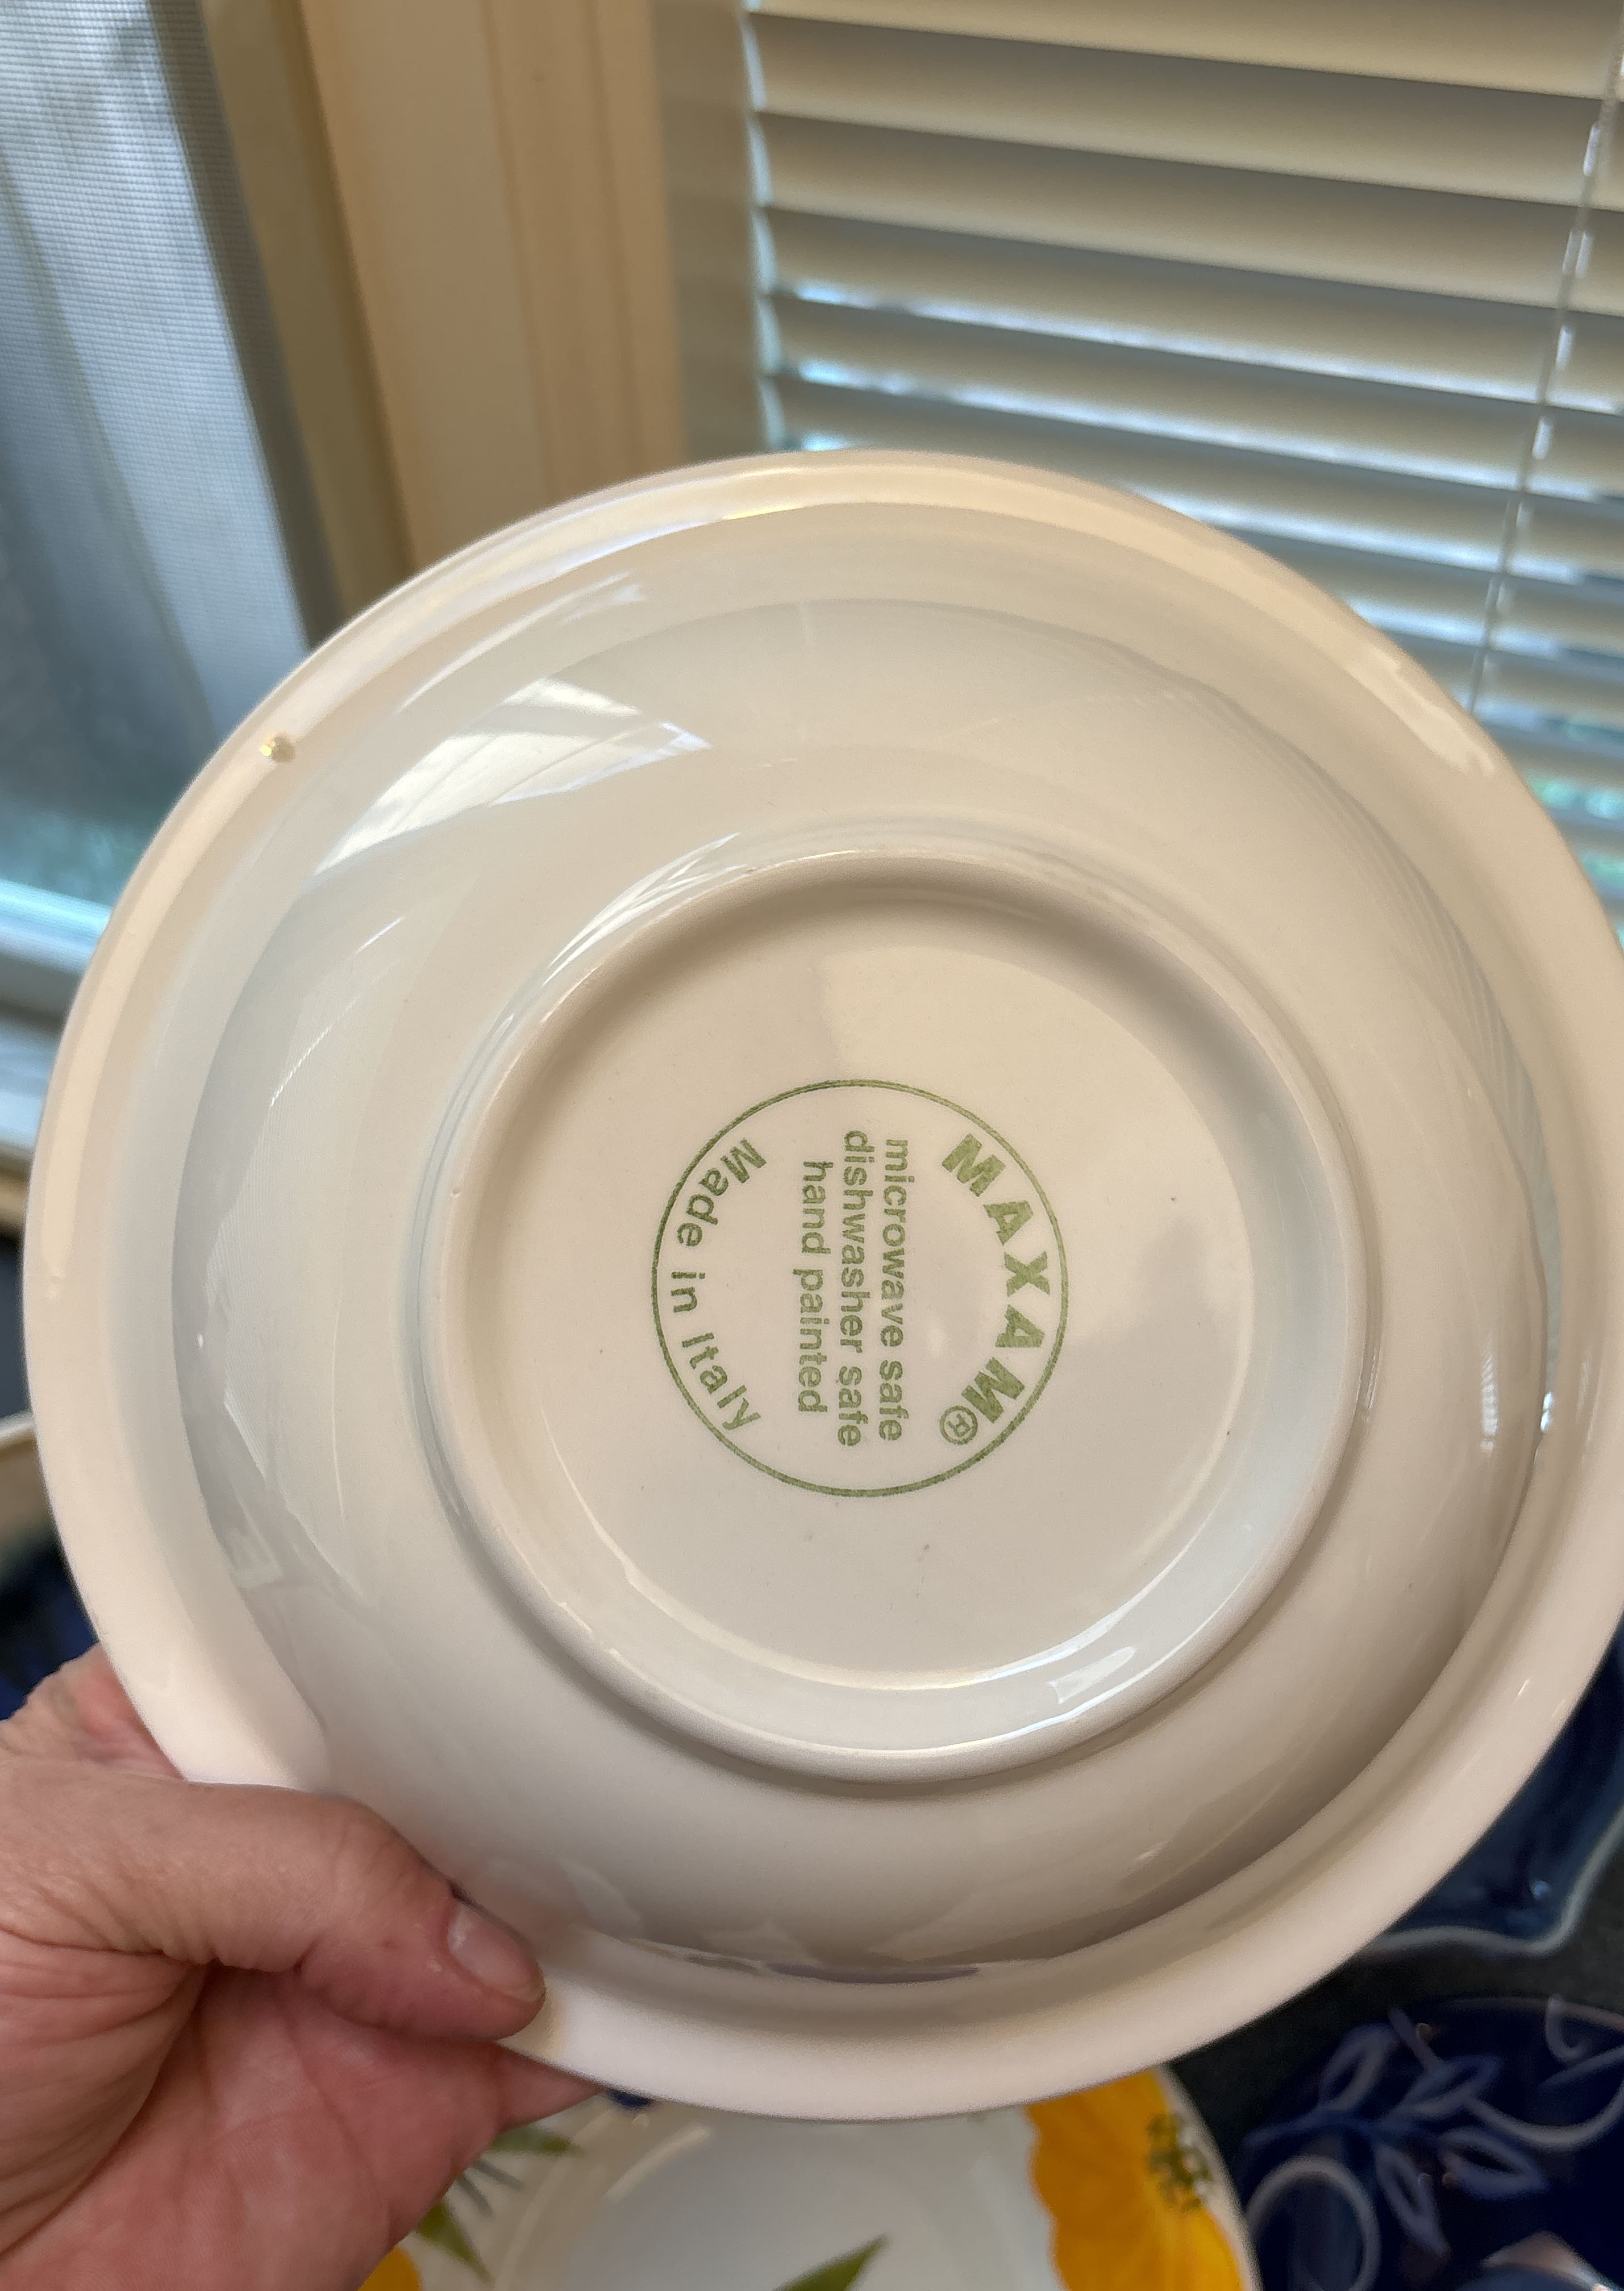 MAXAM®
microwave safe
dishwasher safe
hand painted
Made in Italy